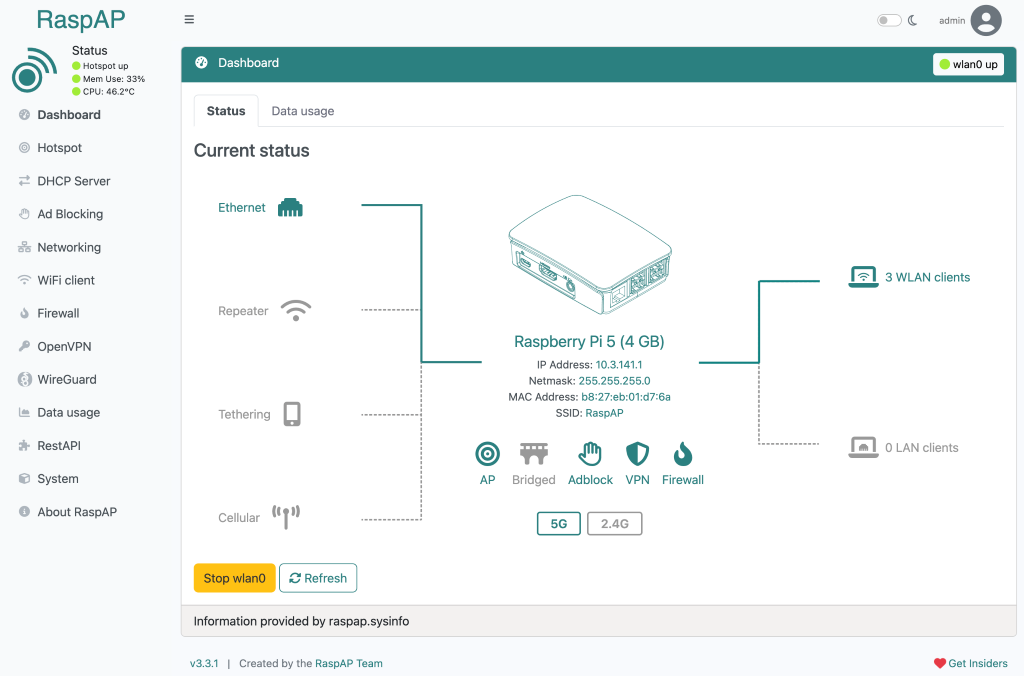 RaspAP
admin
Status
Hotspot up
Mem Use: 33%
CPU: 46.2°C
Dashboard
Hotspot
DHCP Server
Ad Blocking
Networking
WiFi client
Firewall
OpenVPN
WireGuard
Data usage
RestAPI
System
About RaspAP
Dashboard
wlan0 up
Status
Data usage
Current status
Ethernet
Repeater
Tethering
Cellular
Raspberry Pi 5 (4 GB)
IP Address: 10.3.141.1
Netmask: 255.255.255.0
MAC Address: b8:27:eb:01:d7:6a
SSID: RaspAP
AP Bridged Adblock VPN Firewall
5G 2.4G
3 WLAN clients
0 LAN clients
Stop wlan0 Refresh
Information provided by raspap.sysinfo
v3.3.1 | Created by the RaspAP Team
Get Insiders